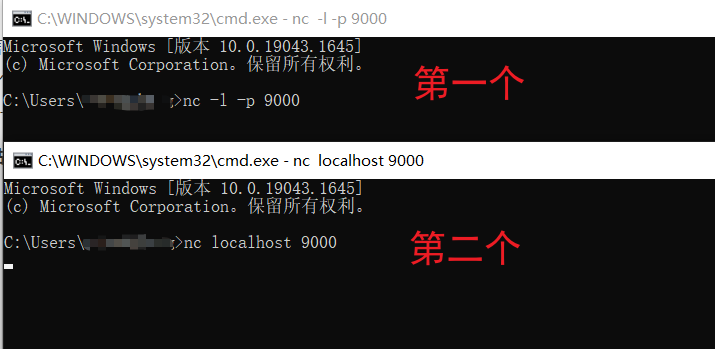 C:\WINDOWS\system32\cmd.exe - nc -l -p 9000
Microsoft Windows [版本 10.0.19043.1645]
(c) Microsoft Corporation。保留所有权利。
第一个
C:\Users\ >nc -l -p 9000
C:\WINDOWS\system32\cmd.exe - nc localhost 9000
Microsoft Windows [版本 10.0.19043.1645]
(c) Microsoft Corporation。保留所有权利。
C:\Users\ >nc localhost 9000
第二个